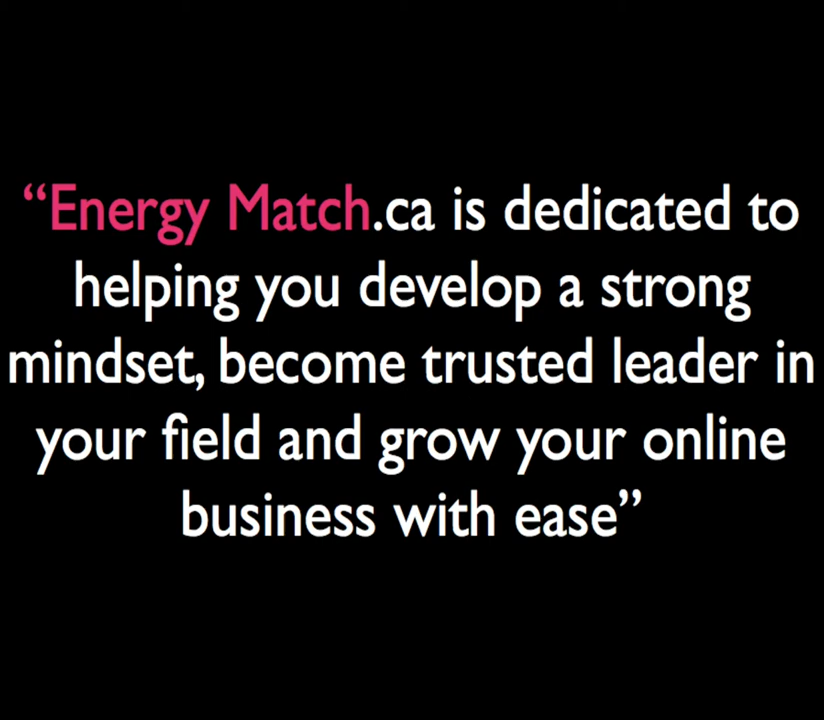 “Energy Match.ca is dedicated to
helping you develop a strong
mindset, become trusted leader in
your field and grow your online
business with ease”